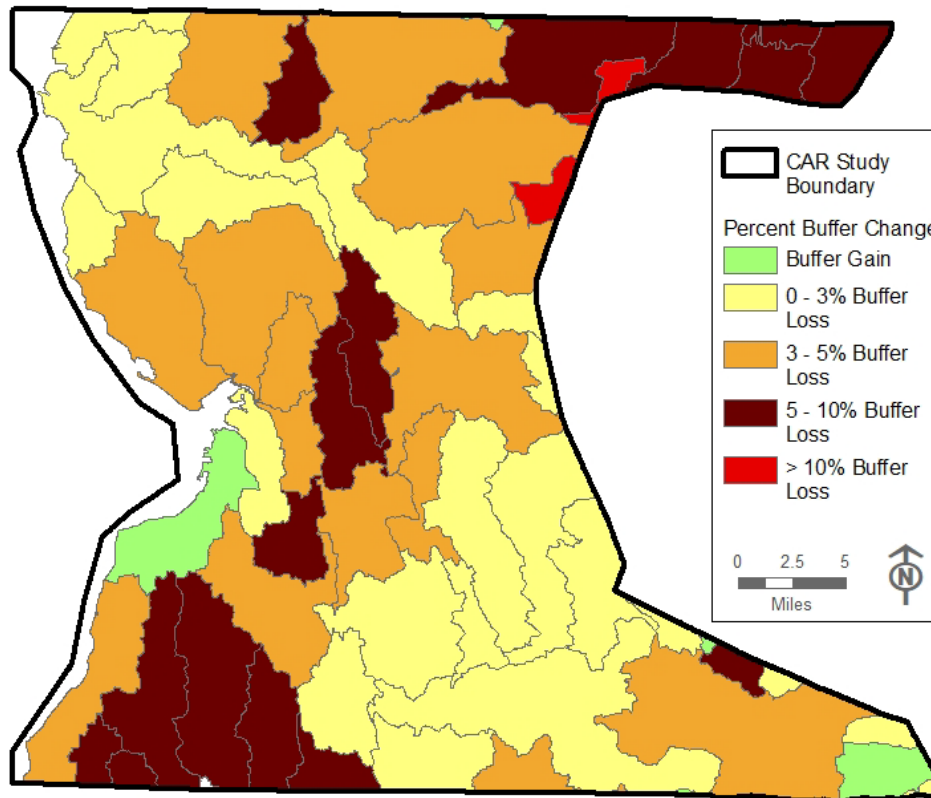 CAR Study
Boundary
Percent Buffer Change
Buffer Gain
0 - 3% Buffer
Loss
3 - 5% Buffer
Loss
5 - 10% Buffer
Loss
> 10% Buffer
Loss
0 2.5 5
Miles
N